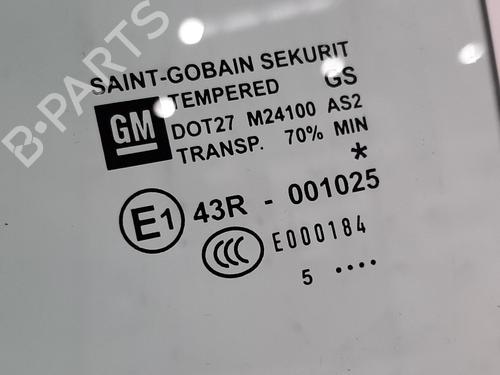 SAINT-GOBAIN SEKURIT
TEMPERED GS
GM
DOT27 M24100 AS2
TRANSP. 70% MIN
*
E1 43R - 001025
CCC E000184
5 ....
B-PARTS